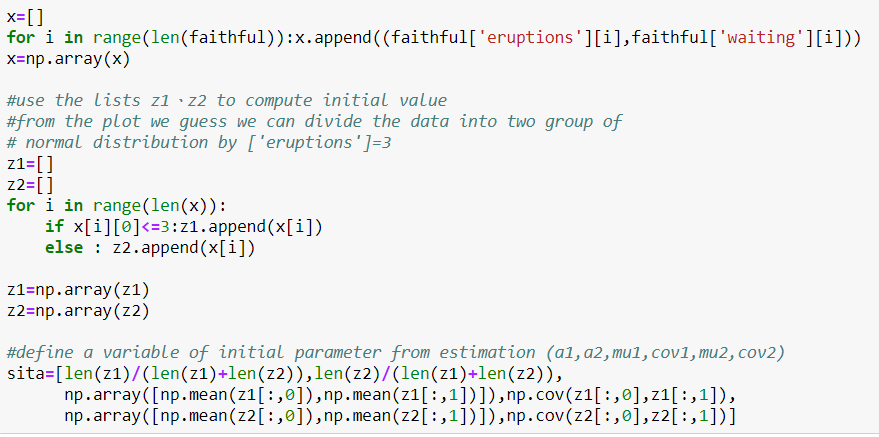 x=[]
for i in range(len(faithful)):x.append((faithful['eruptions'][i],faithful['waiting'][i]))
x=np.array(x)
#use the lists z1、z2 to compute initial value
#from the plot we guess we can divide the data into two group of
# normal distribution by ['eruptions']=3
z1=[]
z2=[]
for i in range(len(x)):
    if x[i][0]<=3:z1.append(x[i])
    else : z2.append(x[i])
z1=np.array(z1)
z2=np.array(z2)
#define a variable of initial parameter from estimation (a1,a2,mu1,cov1,mu2,cov2)
sita=[len(z1)/(len(z1)+len(z2)),len(z2)/(len(z1)+len(z2)),
      np.array([np.mean(z1[:,0]),np.mean(z1[:,1])]),np.cov(z1[:,0],z1[:,1]),
      np.array([np.mean(z2[:,0]),np.mean(z2[:,1])]),np.cov(z2[:,0],z2[:,1])]